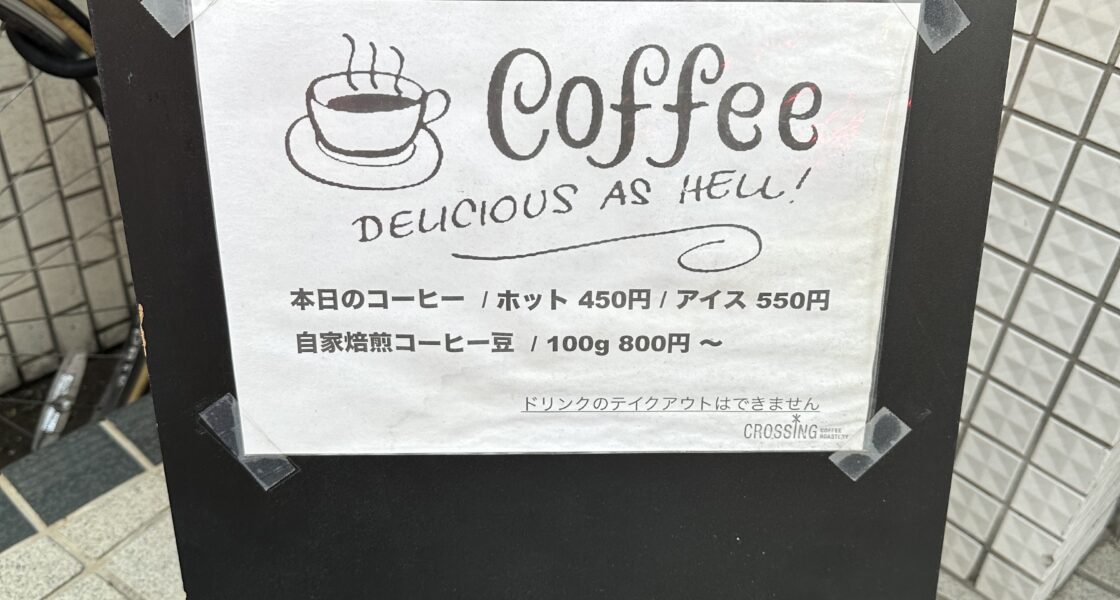 Coffee
DELICIOUS AS HELL!
本日のコーヒー / ホット 450円 / アイス 550円
自家焙煎コーヒー豆 / 100g 800円 ～
ドリンクのテイクアウトはできません
CROSSING COFFEE ROASTERY